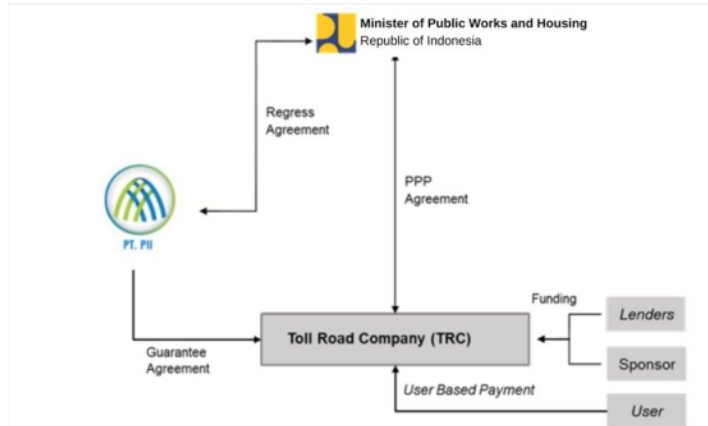 Minister of Public Works and Housing
Republic of Indonesia
Regress
Agreement
PPP
Agreement
PT. PII
Funding
Lenders
Toll Road Company (TRC)
Guarantee
Agreement
Sponsor
User Based Payment
User